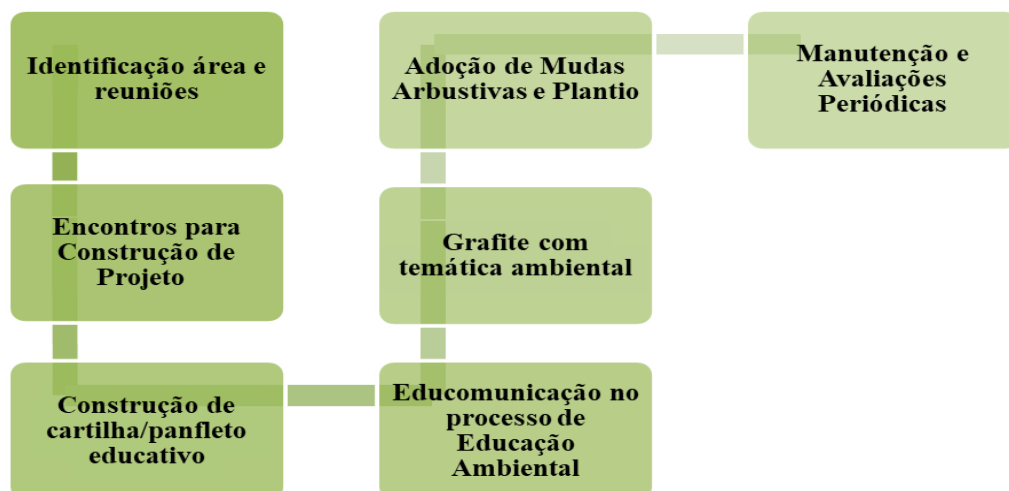 Identificação área e
reuniões
Encontros para
Construção de
Projeto
Construção de
cartilha/panfleto
educativo
Educomunicação no
processo de
Educação
Ambiental
Grafite com
temática ambiental
Adoção de Mudas
Arbustivas e Plantio
Manutenção e
Avaliações
Periódicas